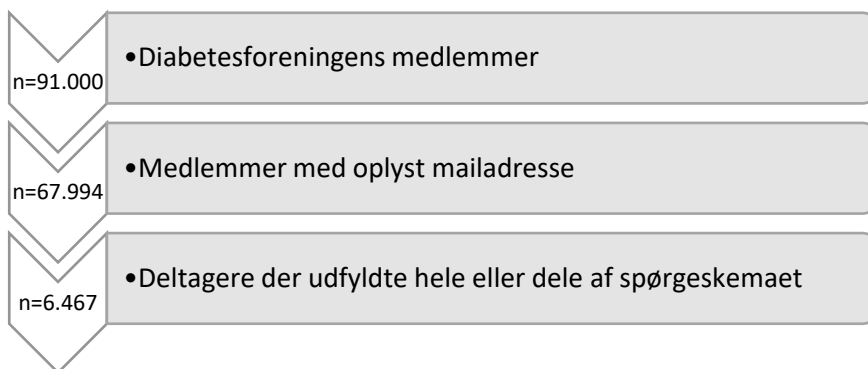 n=91.000
•Diabetesforeningens medlemmer
n=67.994
•Medlemmer med oplyst mailadresse
n=6.467
•Deltagere der udfyldte hele eller dele af spørgeskemaet